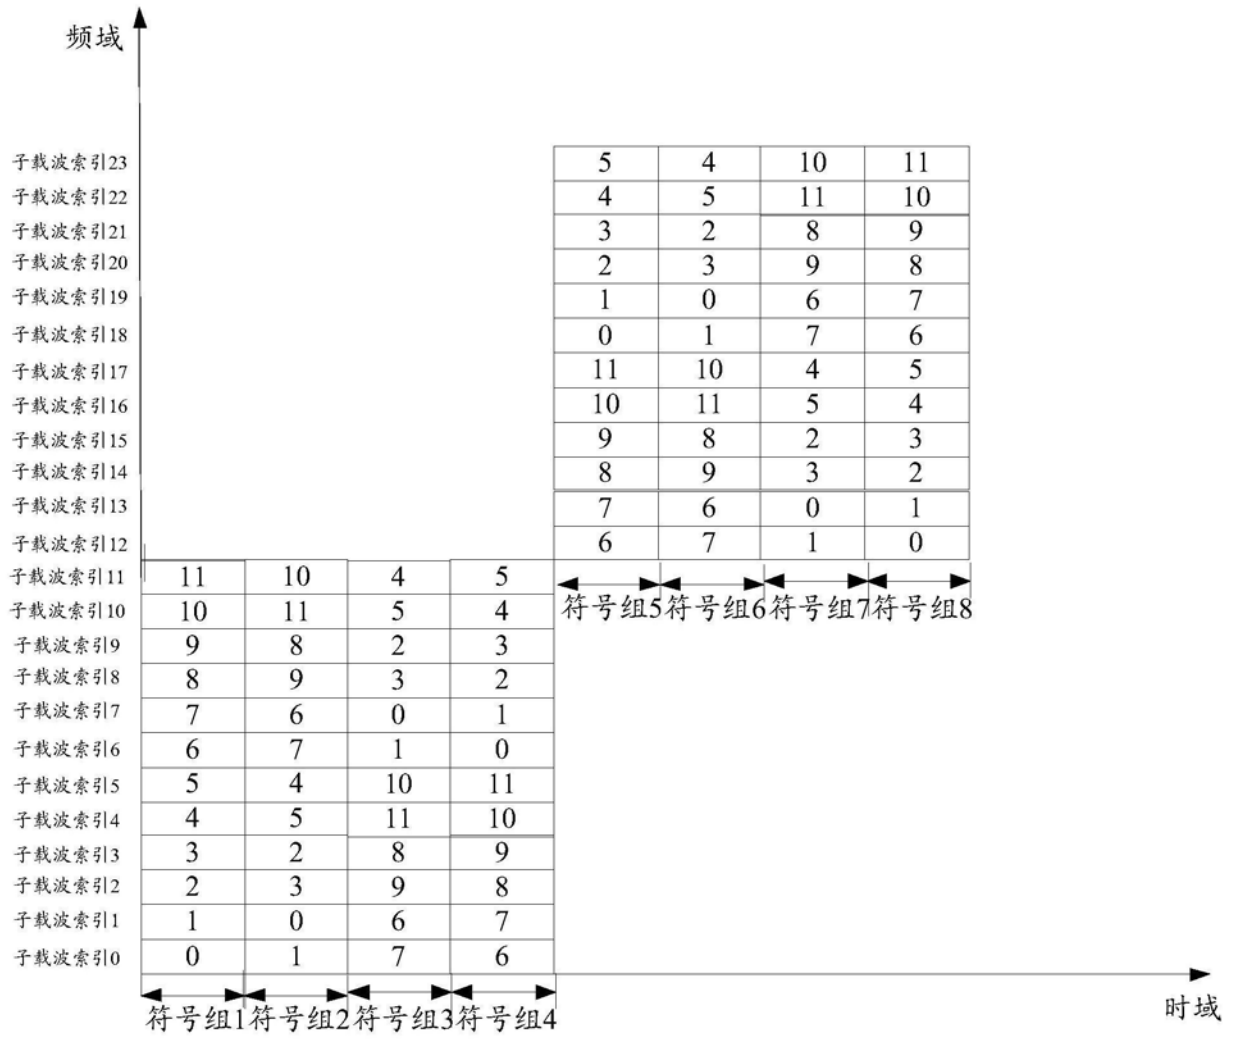 频域
子载波索引23 5 4 10 11
子载波索引22 4 5 11 10
子载波索引21 3 2 8 9
子载波索引20 2 3 9 8
子载波索引19 1 0 6 7
子载波索引18 0 1 7 6
子载波索引17 11 10 4 5
子载波索引16 10 11 5 4
子载波索引15 9 8 2 3
子载波索引14 8 9 3 2
子载波索引13 7 6 0 1
子载波索引12 6 7 1 0
子载波索引11 11 10 4 5
符号组5 符号组6 符号组7 符号组8
子载波索引10 10 11 5 4
子载波索引9 9 8 2 3
子载波索引8 8 9 3 2
子载波索引7 7 6 0 1
子载波索引6 6 7 1 0
子载波索引5 5 4 10 11
子载波索引4 4 5 11 10
子载波索引3 3 2 8 9
子载波索引2 2 3 9 8
子载波索引1 1 0 6 7
子载波索引0 0 1 7 6
符号组1 符号组2 符号组3 符号组4
时域